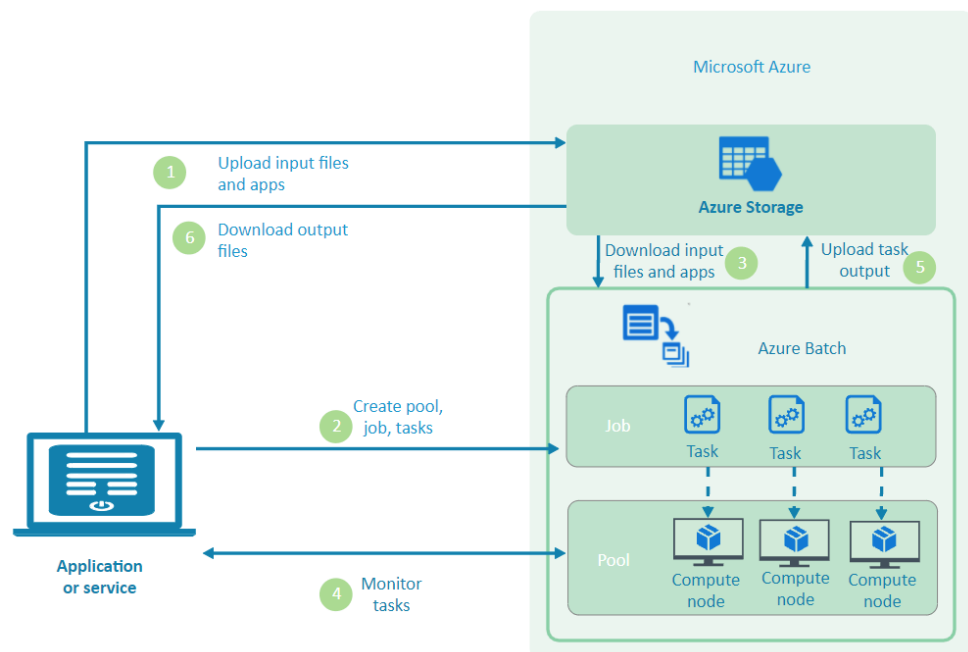 Microsoft Azure
1
Upload input files
and apps
Azure Storage
6
Download output
files
Download input
files and apps
3
Upload task
output
5
Azure Batch
2
Create pool,
job, tasks
Job
Task
Task
Task
Pool
Compute
node
Compute
node
Compute
node
Application
or service
4
Monitor
tasks